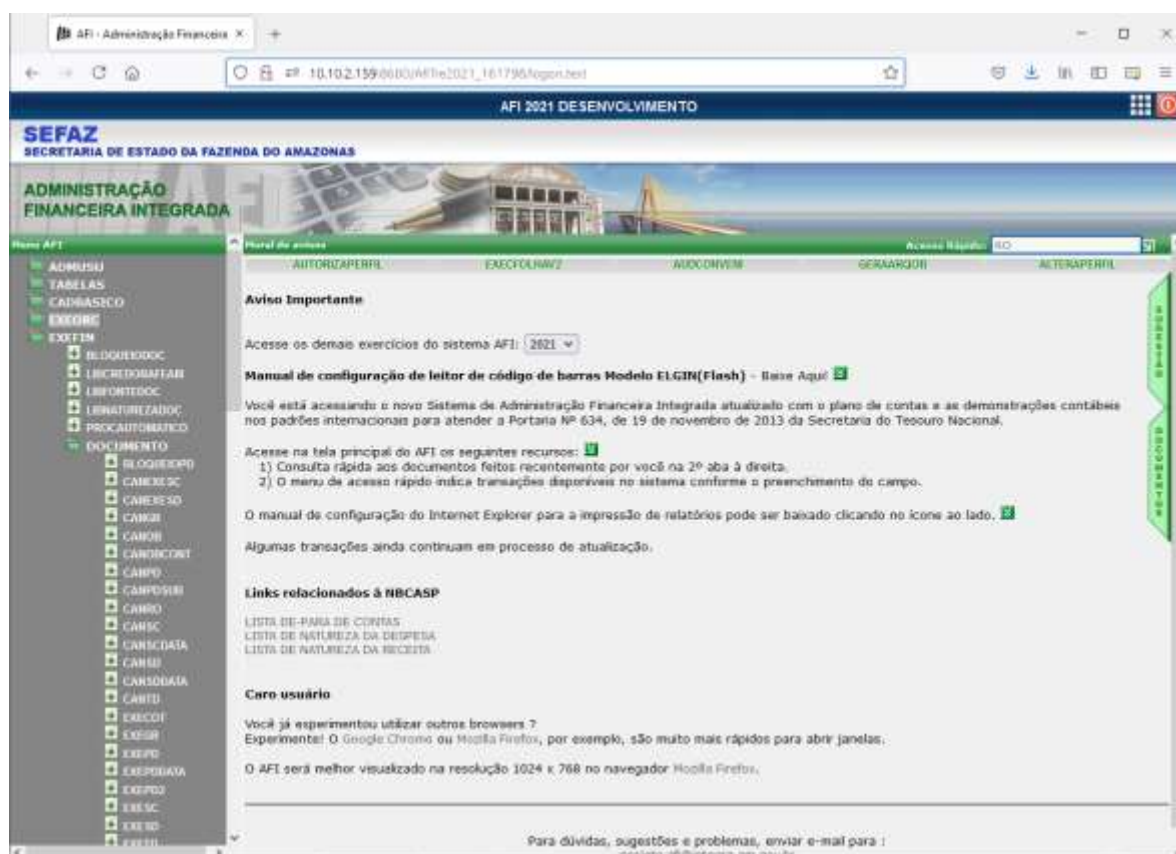 AFI - Administração Financeira
AFI 2021 DESENVOLVIMENTO
SEFAZ
SECRETARIA DE ESTADO DA FAZENDA DO AMAZONAS
ADMINISTRAÇÃO
FINANCEIRA INTEGRADA
Menu AFI
Mural de avisos
Acesso Rápido:
AUTORIZAPERFIL
ALTERAPERFIL
ADMUSU
TABELAS
CADBASICO
EXEORC
EXEFIN
BLOQUEIODOC
LIBFONTEDOC
LIBNATUREZADOC
PROCAUTOMATICO
DOCUMENTO
BLOQUEIOPD
CANEXESC
CANEXESD
CANGR
CANOB
CANOBCONT
CANPD
CANPDSUB
CANRO
CANSC
CANSCDATA
CANSD
CANSDDATA
CANTD
EXECOT
EXEGR
EXEPD
EXEPDDATA
EXEPD2
EXESC
EXESD
Aviso Importante
Acesse os demais exercícios do sistema AFI: 2021
Manual de configuração de leitor de código de barras Modelo ELGIN(Flash) - Baixe Aqui!
Você está acessando o novo Sistema de Administração Financeira Integrada atualizado com o plano de contas e as demonstrações contábeis
nos padrões internacionais para atender a Portaria Nº 634, de 19 de novembro de 2013 da Secretaria do Tesouro Nacional.
Acesse na tela principal do AFI os seguintes recursos:
1) Consulta rápida aos documentos feitos recentemente por você na 2º aba à direita.
2) O menu de acesso rápido indica transações disponíveis no sistema conforme o preenchimento do campo.
O manual de configuração do Internet Explorer para a impressão de relatórios pode ser baixado clicando no ícone ao lado.
Algumas transações ainda continuam em processo de atualização.
Links relacionados à NBCASP
LISTA DE-PARA DE CONTAS
LISTA DE NATUREZA DA DESPESA
LISTA DE NATUREZA DA RECEITA
Caro usuário
Você já experimentou utilizar outros browsers ?
Experimente! O Google Chrome ou Mozilla Firefox, por exemplo, são muito mais rápidos para abrir janelas.
O AFI será melhor visualizado na resolução 1024 x 768 no navegador Mozilla Firefox.
Para dúvidas, sugestões e problemas, enviar e-mail para :
SUGESTÃO
DOCUMENTOS